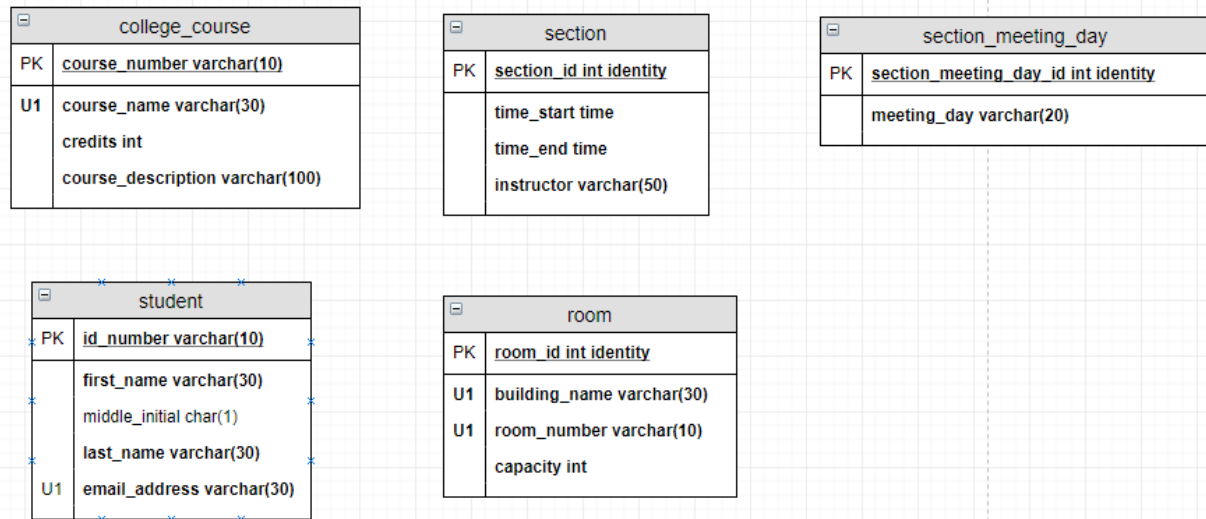 college_course
PK course_number varchar(10)
U1 course_name varchar(30)
credits int
course_description varchar(100)
section
PK section_id int identity
time_start time
time_end time
instructor varchar(50)
section_meeting_day
PK section_meeting_day_id int identity
meeting_day varchar(20)
student
PK id_number varchar(10)
first_name varchar(30)
middle_initial char(1)
last_name varchar(30)
U1 email_address varchar(30)
room
PK room_id int identity
U1 building_name varchar(30)
U1 room_number varchar(10)
capacity int